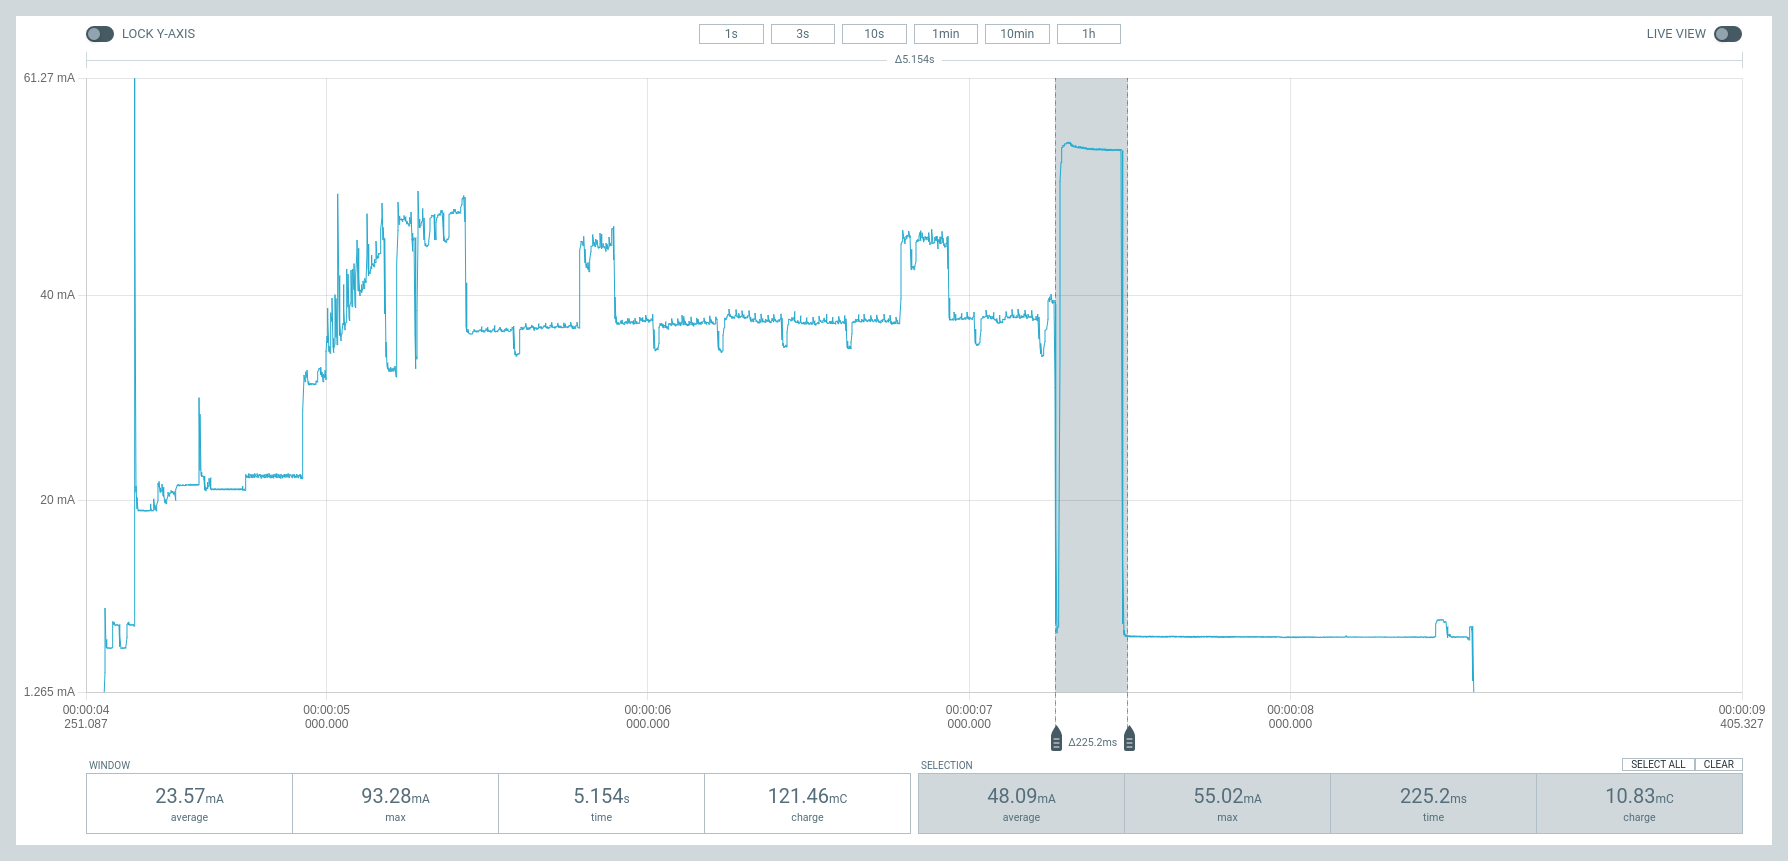 LOCK Y-AXIS
1s 3s 10s 1min 10min 1h
LIVE VIEW
Δ5.154s
61.27 mA
40 mA
20 mA
1.265 mA
00:00:04 00:00:05 00:00:06 00:00:07 00:00:08 00:00:09
251.087 000.000 000.000 000.000 000.000 405.327
Δ225.2ms
WINDOW
23.57mA 93.28mA 5.154s 121.46mC
average max time charge
SELECTION SELECT ALL CLEAR
48.09mA 55.02mA 225.2ms 10.83mC
average max time charge